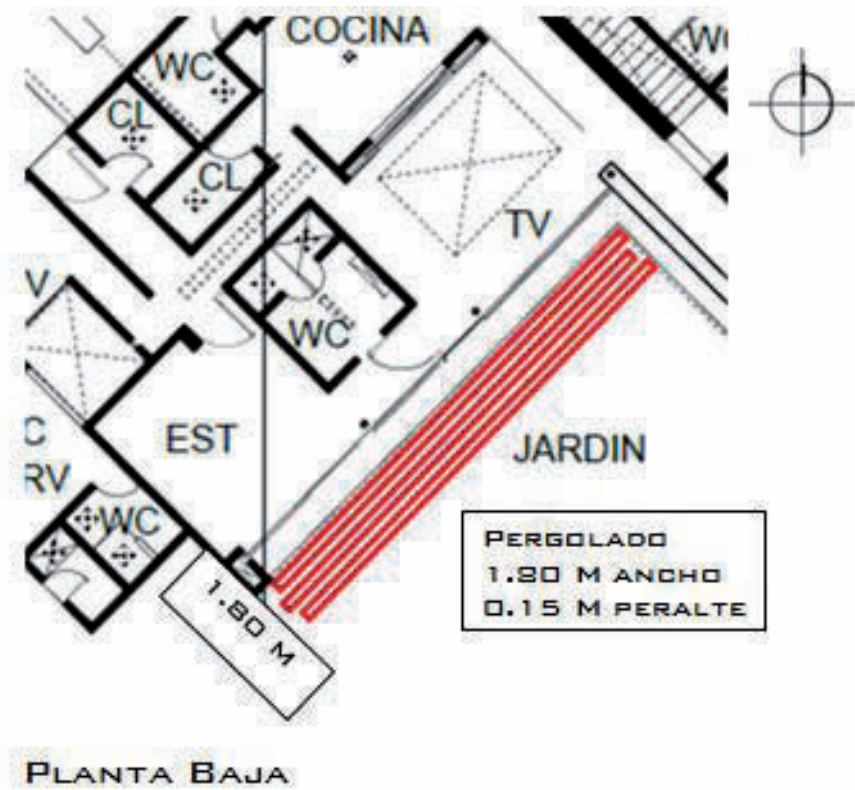 COCINA
WC
CL
CL
TV
WC
EST
JARDIN
C
RV
WC
PERGOLADO
1.80 M ANCHO
0.15 M PERALTE
1.80 M
PLANTA BAJA